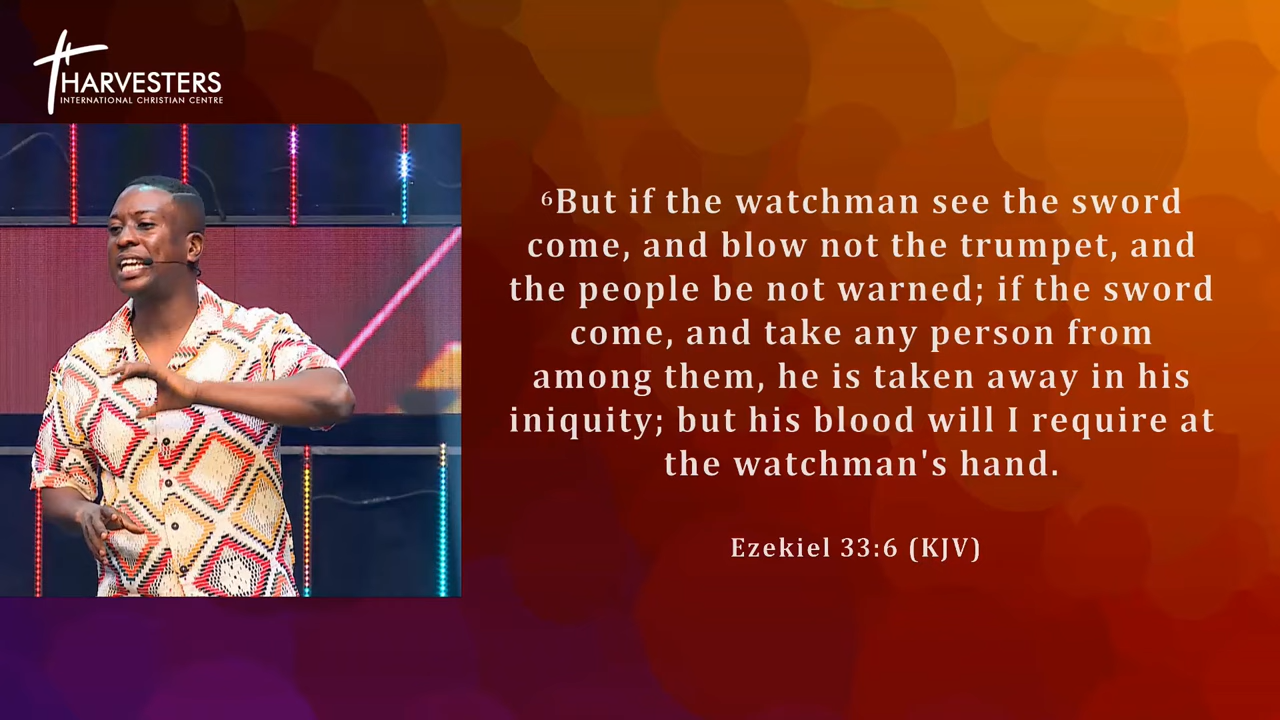 HARVESTERS
INTERNATIONAL CHRISTIAN CENTRE
⁶But if the watchman see the sword
come, and blow not the trumpet, and
the people be not warned; if the sword
come, and take any person from
among them, he is taken away in his
iniquity; but his blood will I require at
the watchman's hand.
Ezekiel 33:6 (KJV)